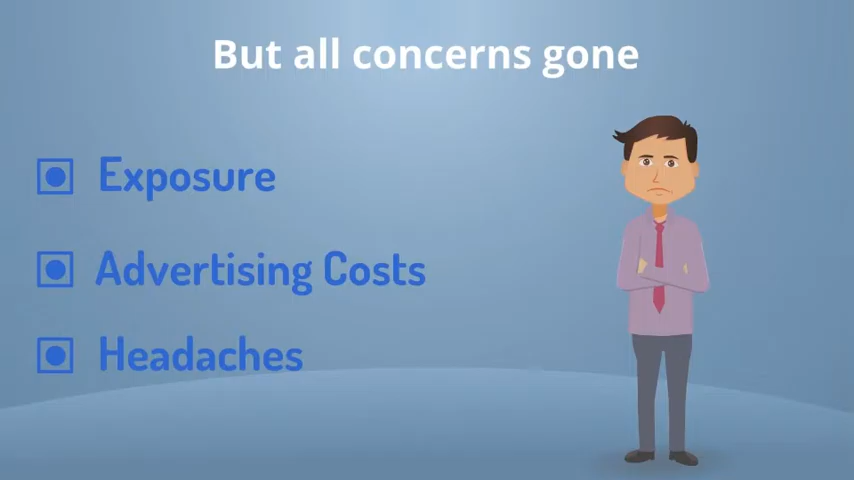 But all concerns gone
Exposure
Advertising Costs
Headaches